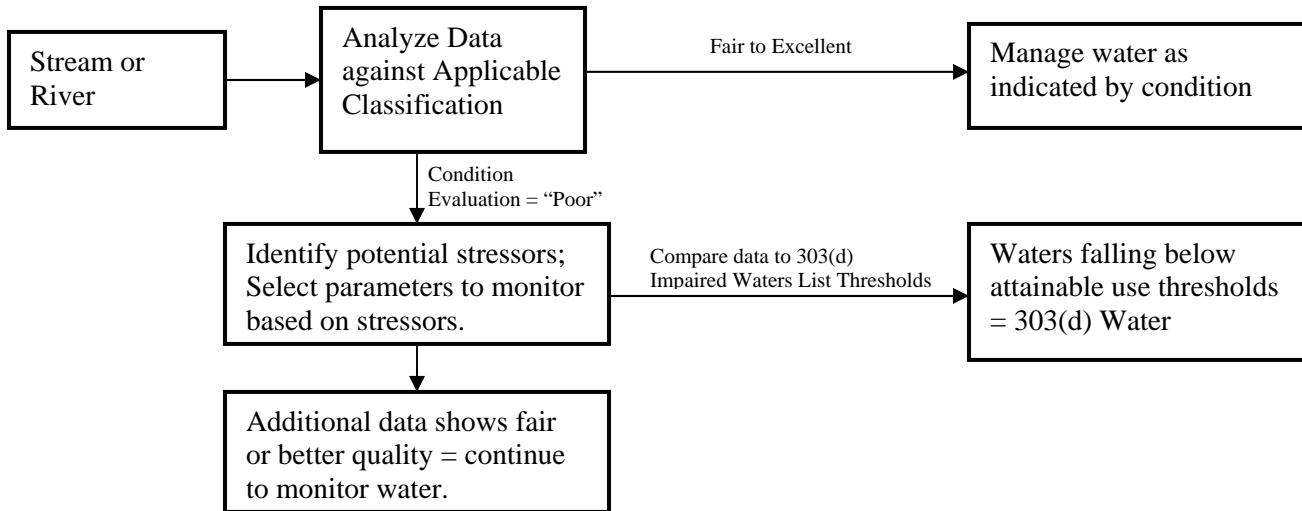 Stream or
River
Analyze Data
against Applicable
Classification
Fair to Excellent
Manage water as
indicated by condition
Condition
Evaluation = “Poor”
Identify potential stressors;
Select parameters to monitor
based on stressors.
Compare data to 303(d)
Impaired Waters List Thresholds
Waters falling below
attainable use thresholds
= 303(d) Water
Additional data shows fair
or better quality = continue
to monitor water.